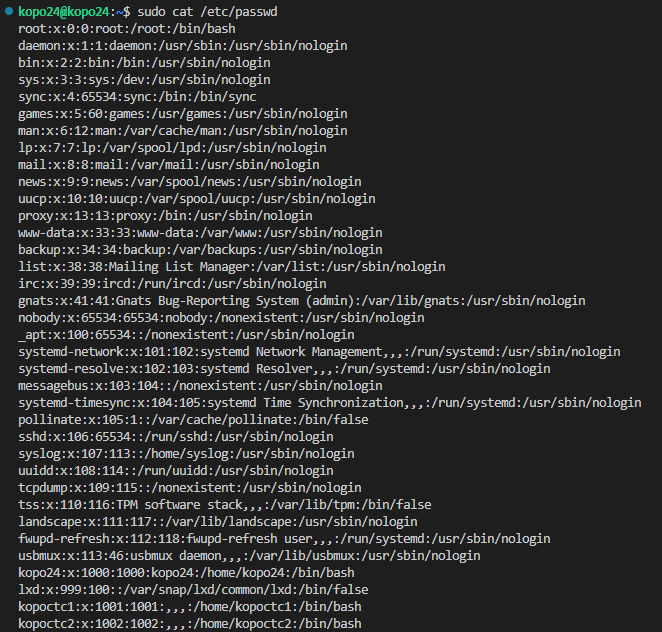 kopo24@kopo24:~$ sudo cat /etc/passwd
root:x:0:0:root:/root:/bin/bash
daemon:x:1:1:daemon:/usr/sbin:/usr/sbin/nologin
bin:x:2:2:bin:/bin:/usr/sbin/nologin
sys:x:3:3:sys:/dev:/usr/sbin/nologin
sync:x:4:65534:sync:/bin:/bin/sync
games:x:5:60:games:/usr/games:/usr/sbin/nologin
man:x:6:12:man:/var/cache/man:/usr/sbin/nologin
lp:x:7:7:lp:/var/spool/lpd:/usr/sbin/nologin
mail:x:8:8:mail:/var/mail:/usr/sbin/nologin
news:x:9:9:news:/var/spool/news:/usr/sbin/nologin
uucp:x:10:10:uucp:/var/spool/uucp:/usr/sbin/nologin
proxy:x:13:13:proxy:/bin:/usr/sbin/nologin
www-data:x:33:33:www-data:/var/www:/usr/sbin/nologin
backup:x:34:34:backup:/var/backups:/usr/sbin/nologin
list:x:38:38:Mailing List Manager:/var/list:/usr/sbin/nologin
irc:x:39:39:ircd:/run/ircd:/usr/sbin/nologin
gnats:x:41:41:Gnats Bug-Reporting System (admin):/var/lib/gnats:/usr/sbin/nologin
nobody:x:65534:65534:nobody:/nonexistent:/usr/sbin/nologin
_apt:x:100:65534::/nonexistent:/usr/sbin/nologin
systemd-network:x:101:102:systemd Network Management,,,:/run/systemd:/usr/sbin/nologin
systemd-resolve:x:102:103:systemd Resolver,,,:/run/systemd:/usr/sbin/nologin
messagebus:x:103:104::/nonexistent:/usr/sbin/nologin
systemd-timesync:x:104:105:systemd Time Synchronization,,,:/run/systemd:/usr/sbin/nologin
pollinate:x:105:1::/var/cache/pollinate:/bin/false
sshd:x:106:65534::/run/sshd:/usr/sbin/nologin
syslog:x:107:113::/home/syslog:/usr/sbin/nologin
uuidd:x:108:114::/run/uuidd:/usr/sbin/nologin
tcpdump:x:109:115::/nonexistent:/usr/sbin/nologin
tss:x:110:116:TPM software stack,,,:/var/lib/tpm:/bin/false
landscape:x:111:117::/var/lib/landscape:/usr/sbin/nologin
fwupd-refresh:x:112:118:fwupd-refresh user,,,:/run/systemd:/usr/sbin/nologin
usbmux:x:113:46:usbmux daemon,,,:/var/lib/usbmux:/usr/sbin/nologin
kopo24:x:1000:1000:kopo24:/home/kopo24:/bin/bash
lxd:x:999:100::/var/snap/lxd/common/lxd:/bin/false
kopoctc1:x:1001:1001:,,,:/home/kopoctc1:/bin/bash
kopoctc2:x:1002:1002:,,,:/home/kopoctc2:/bin/bash